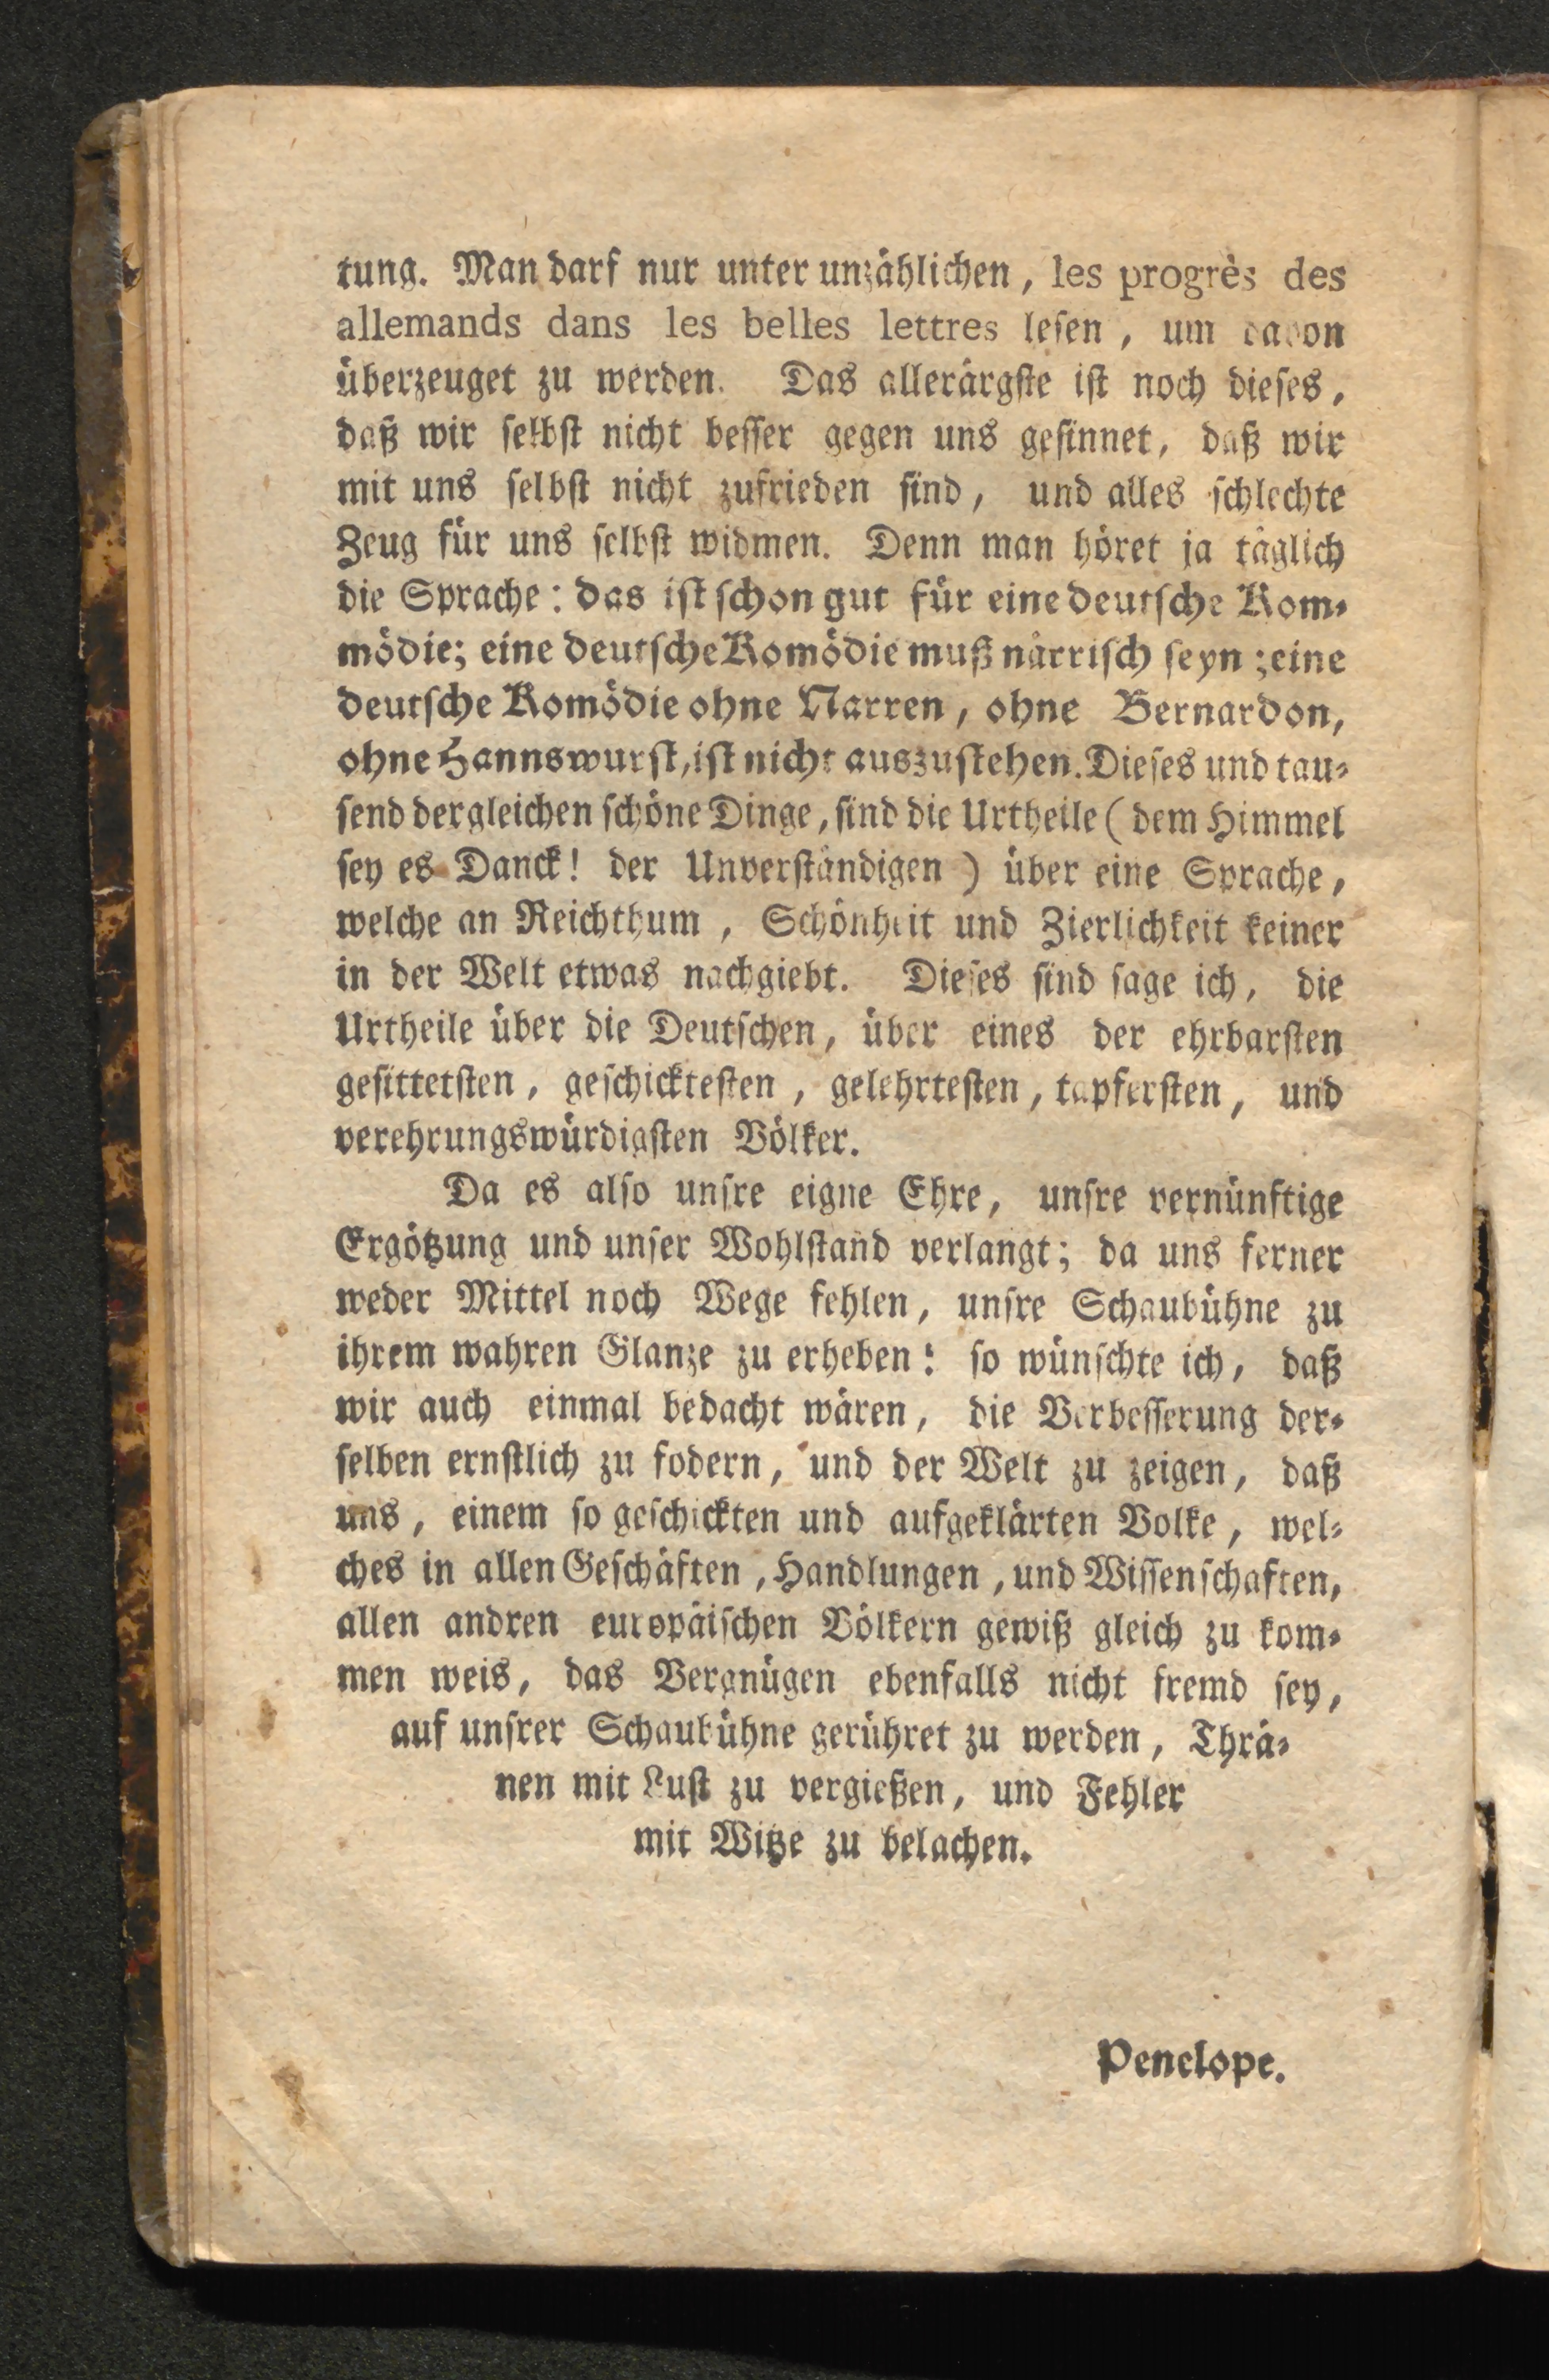 tung. Man darf nur unter unzählichen, les progrès des
allemands dans les belles lettres leſen, um davon
überzeuget zu werden. Das allerärgſte iſt noch dieſes,
daß wir ſelbſt nicht beſſer gegen uns geſinnet, daß wir
mit uns ſelbſt nicht zufrieden ſind, und alles ſchlechte
Zeug für uns ſelbſt widmen. Denn man höret ja täglich
die Sprache: das iſt ſchon gut für eine deutſche Kom⸗
mödie; eine deutſche Komödie muß närriſch ſeyn; eine
deutſche Komödie ohne Narren, ohne Bernardon,
ohne Hannswurſt, iſt nicht auszuſtehen. Dieſes und tau⸗
ſend dergleichen ſchöne Dinge, ſind die Urtheile (dem Himmel
ſey es Danck! der Unverſtändigen) über eine Sprache,
welche an Reichthum, Schönheit und Zierlichkeit keiner
in der Welt etwas nachgiebt. Dieſes ſind ſage ich, die
Urtheile über die Deutſchen, über eines der ehrbarſten
geſittetſten, geſchickteſten, gelehrteſten, tapferſten, und
verehrungswürdigſten Völker.
Da es alſo unſre eigne Ehre, unſre vernünftige
Ergötzung und unſer Wohlſtand verlangt; da uns ferner
weder Mittel noch Wege fehlen, unſre Schaubühne zu
ihrem wahren Glanze zu erheben: ſo wünſchte ich, daß
wir auch einmal bedacht wären, die Verbeſſerung der⸗
ſelben ernſtlich zu fodern, und der Welt zu zeigen, daß
uns, einem ſo geſchickten und aufgeklärten Volke, wel⸗
ches in allen Geſchäften, Handlungen, und Wiſſenſchaften,
allen andren europäiſchen Völkern gewiß gleich zu kom⸗
men weis, das Vergnügen ebenfalls nicht fremd ſey,
auf unſrer Schaubühne gerühret zu werden, Thrä⸗
nen mit Luſt zu vergießen, und Fehler
mit Witze zu belachen.
Penelope.